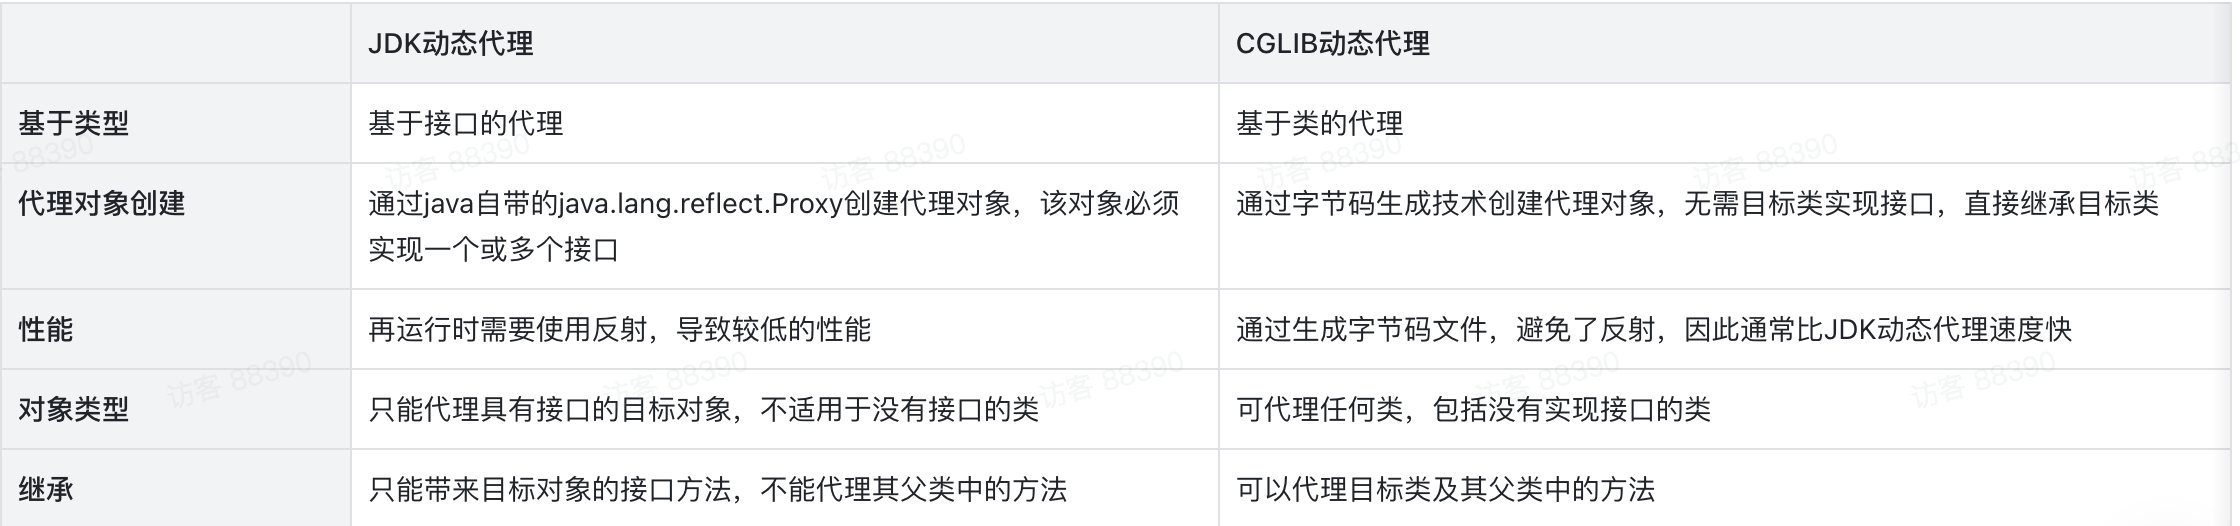 JDK动态代理 CGLIB动态代理
基于类型 基于接口的代理 基于类的代理
代理对象创建 通过java自带的java.lang.reflect.Proxy创建代理对象，该对象必须 通过字节码生成技术创建代理对象，无需目标类实现接口，直接继承目标类
实现一个或多个接口
性能 再运行时需要使用反射，导致较低的性能 通过生成字节码文件，避免了反射，因此通常比JDK动态代理速度快
对象类型 只能代理具有接口的目标对象，不适用于没有接口的类 可代理任何类，包括没有实现接口的类
继承 只能带来目标对象的接口方法，不能代理其父类中的方法 可以代理目标类及其父类中的方法
88390 访客 88390 访客 88390 访客 88390 访客 88390 访客 883
访客 88390 访客 88390 访客 88390 访客 88390 访客 88390